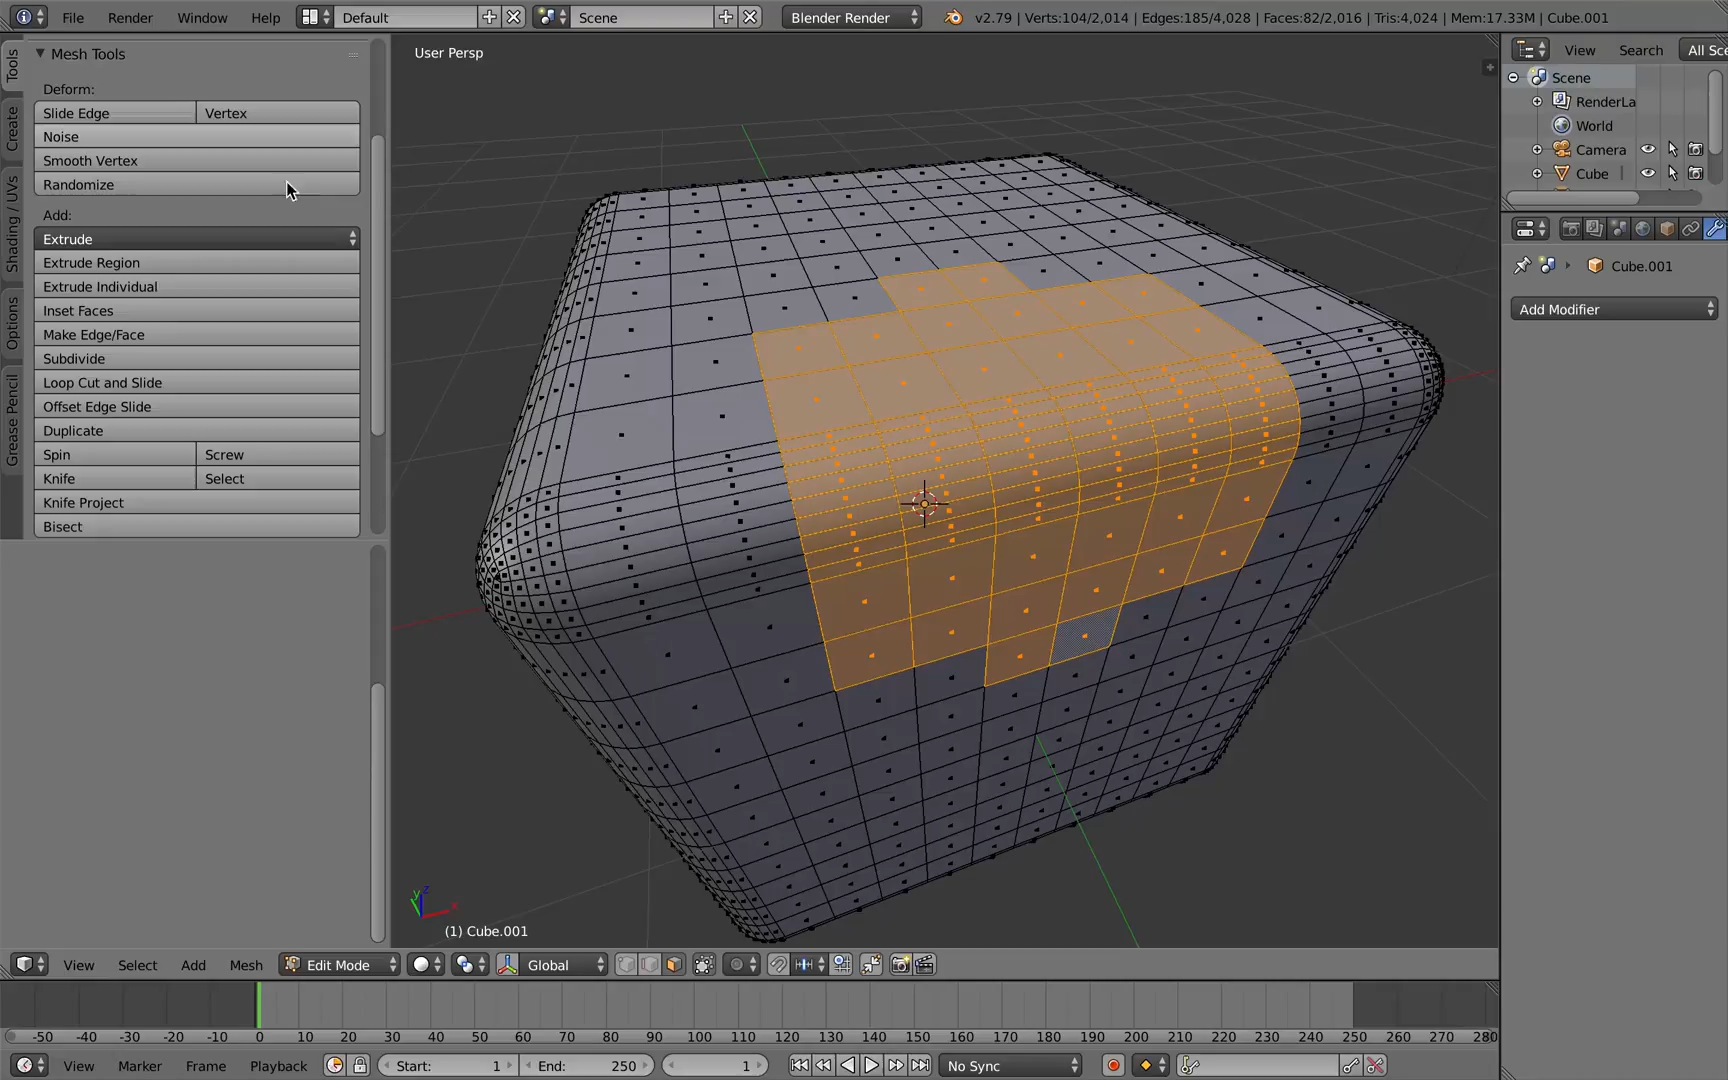 File Render Window Help Default Scene Blender Render v2.79 | Verts:104/2,014 | Edges:185/4,028 | Faces:82/2,016 | Tris:4,024 | Mem:17.33M | Cube.001
Tools
Create
Shading / UVs
Options
Grease Pencil
Mesh Tools
Deform:
Slide Edge Vertex
Noise
Smooth Vertex
Randomize
Add:
Extrude
Extrude Region
Extrude Individual
Inset Faces
Make Edge/Face
Subdivide
Loop Cut and Slide
Offset Edge Slide
Duplicate
Spin Screw
Knife Select
Knife Project
Bisect
User Persp
y z x
(1) Cube.001
View Search All Sce
Scene
RenderLa
World
Camera
Cube
Cube.001
Add Modifier
View Select Add Mesh Edit Mode Global
-50 -40 -30 -20 -10 0 10 20 30 40 50 60 70 80 90 100 110 120 130 140 150 160 170 180 190 200 210 220 230 240 250 260 270 280
View Marker Frame Playback Start: 1 End: 250 1 No Sync